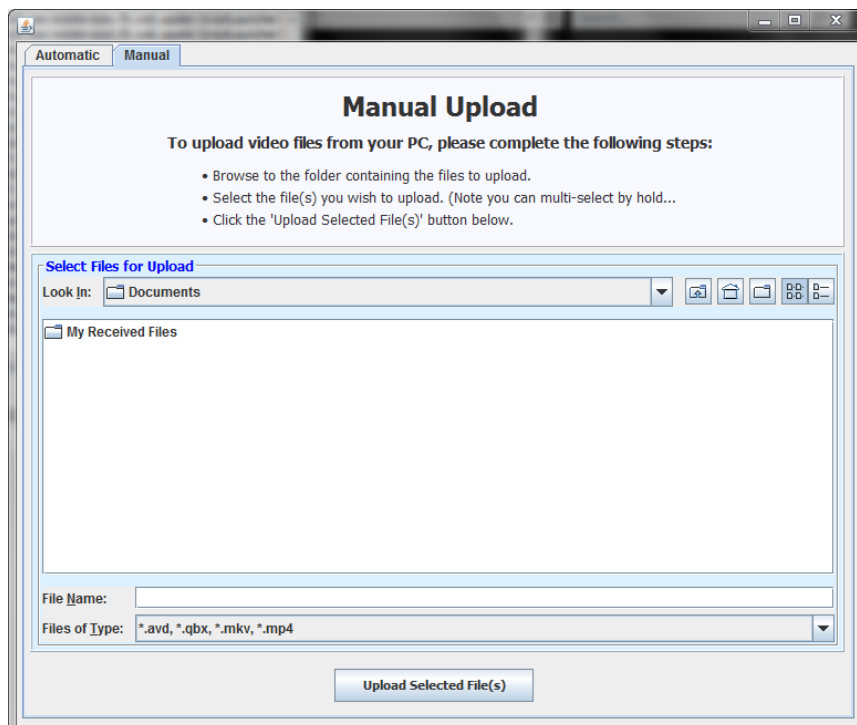 Automatic
Manual
Manual Upload
To upload video files from your PC, please complete the following steps:
• Browse to the folder containing the files to upload.
• Select the file(s) you wish to upload. (Note you can multi-select by hold...
• Click the 'Upload Selected File(s)' button below.
Select Files for Upload
Look In: Documents
My Received Files
File Name:
Files of Type: *.avd, *.qbx, *.mkv, *.mp4
Upload Selected File(s)